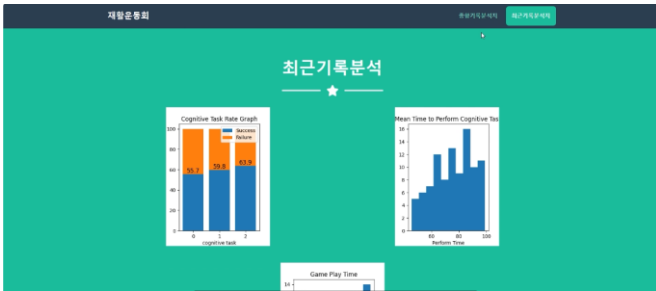 재활운동회
최근기록분석
Cognitive Task Rate Graph
Success
Failure
100
80
60
40
20
0
55.7
59.8
63.9
0 1 2
cognitive task
Mean Time to Perform Cognitive Tas
16
14
12
10
8
6
4
2
0
60 80 100
Perform Time
Game Play Time
14